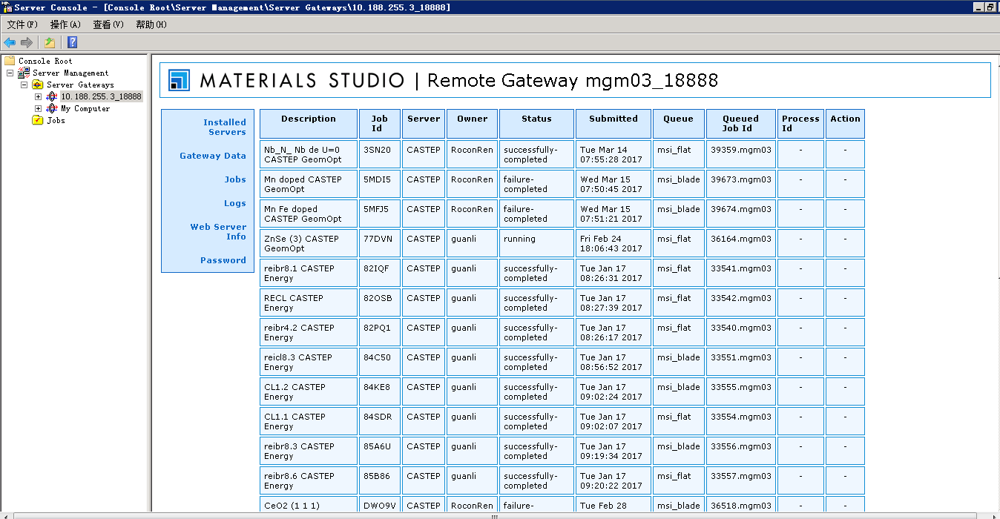 Server Console - [Console Root\Server Management\Server Gateways\10.188.255.3_18888]
文件(F) 操作(A) 查看(V) 帮助(H)
Console Root
Server Management
Server Gateways
10.188.255.3_18888
My Computer
Jobs
MATERIALS STUDIO | Remote Gateway mgm03_18888
Installed
Servers
Gateway Data
Jobs
Logs
Web Server
Info
Password
Description Job Server Owner Status Submitted Queue Queued Process Action
Id Job Id Id
Nb_N_ Nb de U=0 3SN20 CASTEP RoconRen successfully- Tue Mar 14 msi_flat 39359.mgm03 - -
CASTEP GeomOpt completed 07:55:28 2017
Mn doped CASTEP 5MDI5 CASTEP RoconRen failure- Wed Mar 15 msi_blade 39673.mgm03 - -
GeomOpt completed 07:50:45 2017
Mn Fe doped 5MFJ5 CASTEP RoconRen failure- Wed Mar 15 msi_blade 39674.mgm03 - -
CASTEP GeomOpt completed 07:51:21 2017
ZnSe (3) CASTEP 77DVN CASTEP guanli running Fri Feb 24 msi_flat 36164.mgm03 - -
GeomOpt 18:06:43 2017
reibr8.1 CASTEP 82IQF CASTEP guanli successfully- Tue Jan 17 msi_flat 33541.mgm03 - -
Energy completed 08:26:31 2017
RECL CASTEP 82OSB CASTEP guanli successfully- Tue Jan 17 msi_flat 33542.mgm03 - -
Energy completed 08:27:39 2017
reibr4.2 CASTEP 82PQ1 CASTEP guanli successfully- Tue Jan 17 msi_flat 33540.mgm03 - -
Energy completed 08:26:17 2017
reicl8.3 CASTEP 84C50 CASTEP guanli successfully- Tue Jan 17 msi_blade 33551.mgm03 - -
Energy completed 08:56:52 2017
CL1.2 CASTEP 84KE8 CASTEP guanli successfully- Tue Jan 17 msi_blade 33555.mgm03 - -
Energy completed 09:02:24 2017
CL1.1 CASTEP 84SDR CASTEP guanli successfully- Tue Jan 17 msi_flat 33554.mgm03 - -
Energy completed 09:02:07 2017
reibr8.3 CASTEP 85A6U CASTEP guanli successfully- Tue Jan 17 msi_blade 33556.mgm03 - -
Energy completed 09:19:34 2017
reibr8.6 CASTEP 85B86 CASTEP guanli successfully- Tue Jan 17 msi_flat 33557.mgm03 - -
Energy completed 09:20:22 2017
CeO2 (1 1 1) DWO9V CASTEP RoconRen failure- Tue Feb 28 msi_blade 36518.mgm03 - -